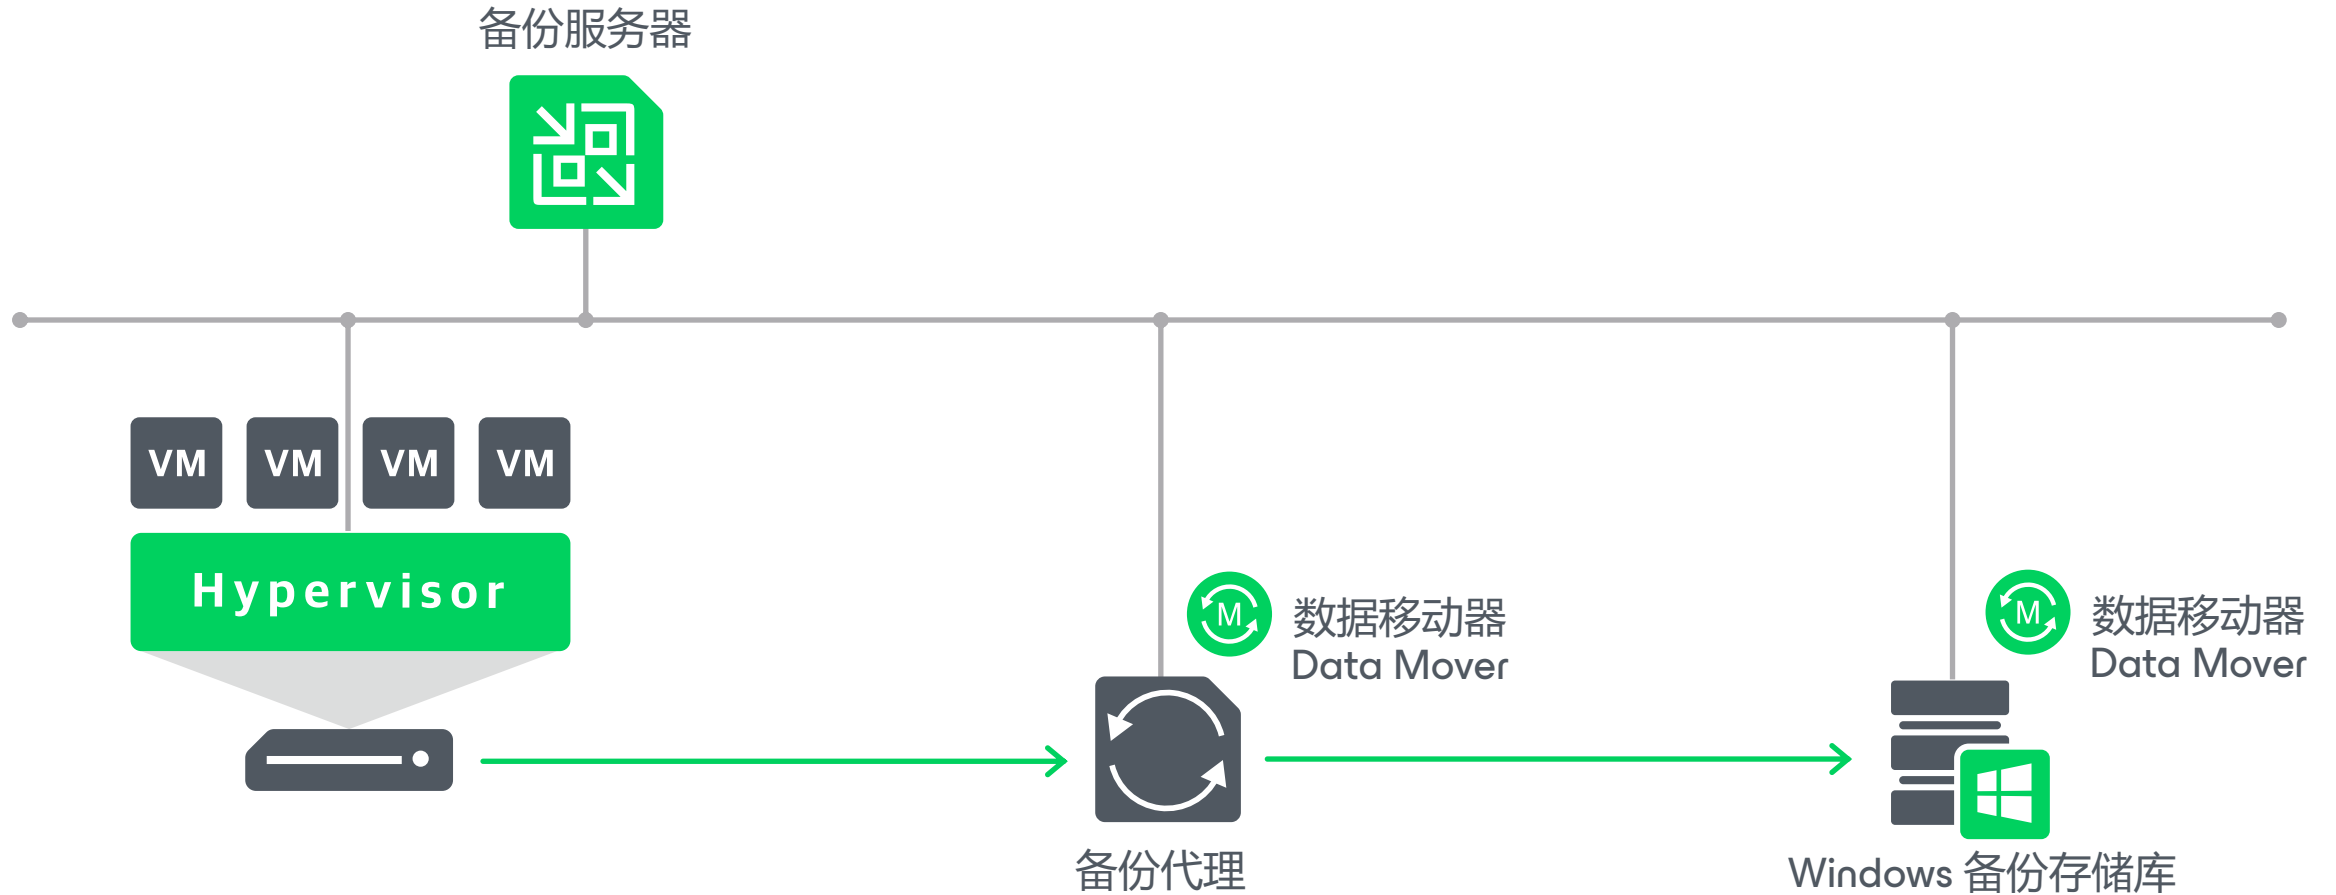 备份服务器
VM VM VM VM
Hypervisor
M
数据移动器
Data Mover
M
数据移动器
Data Mover
备份代理
Windows 备份存储库